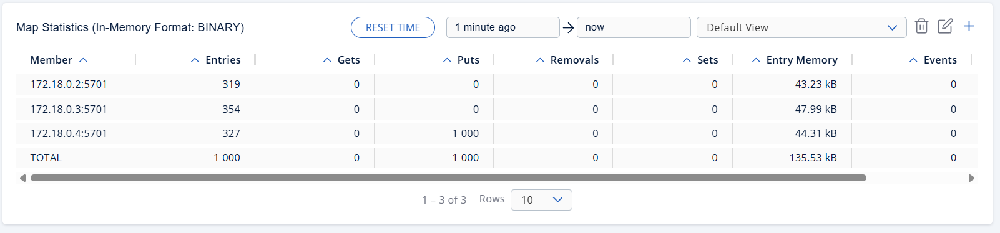 Map Statistics (In-Memory Format: BINARY) RESET TIME 1 minute ago now Default View
Member Entries Gets Puts Removals Sets Entry Memory Events
172.18.0.2:5701 319 0 0 0 0 43.23 kB 0
172.18.0.3:5701 354 0 0 0 0 47.99 kB 0
172.18.0.4:5701 327 0 1 000 0 0 44.31 kB 0
TOTAL 1 000 0 1 000 0 0 135.53 kB 0
1 – 3 of 3 Rows 10